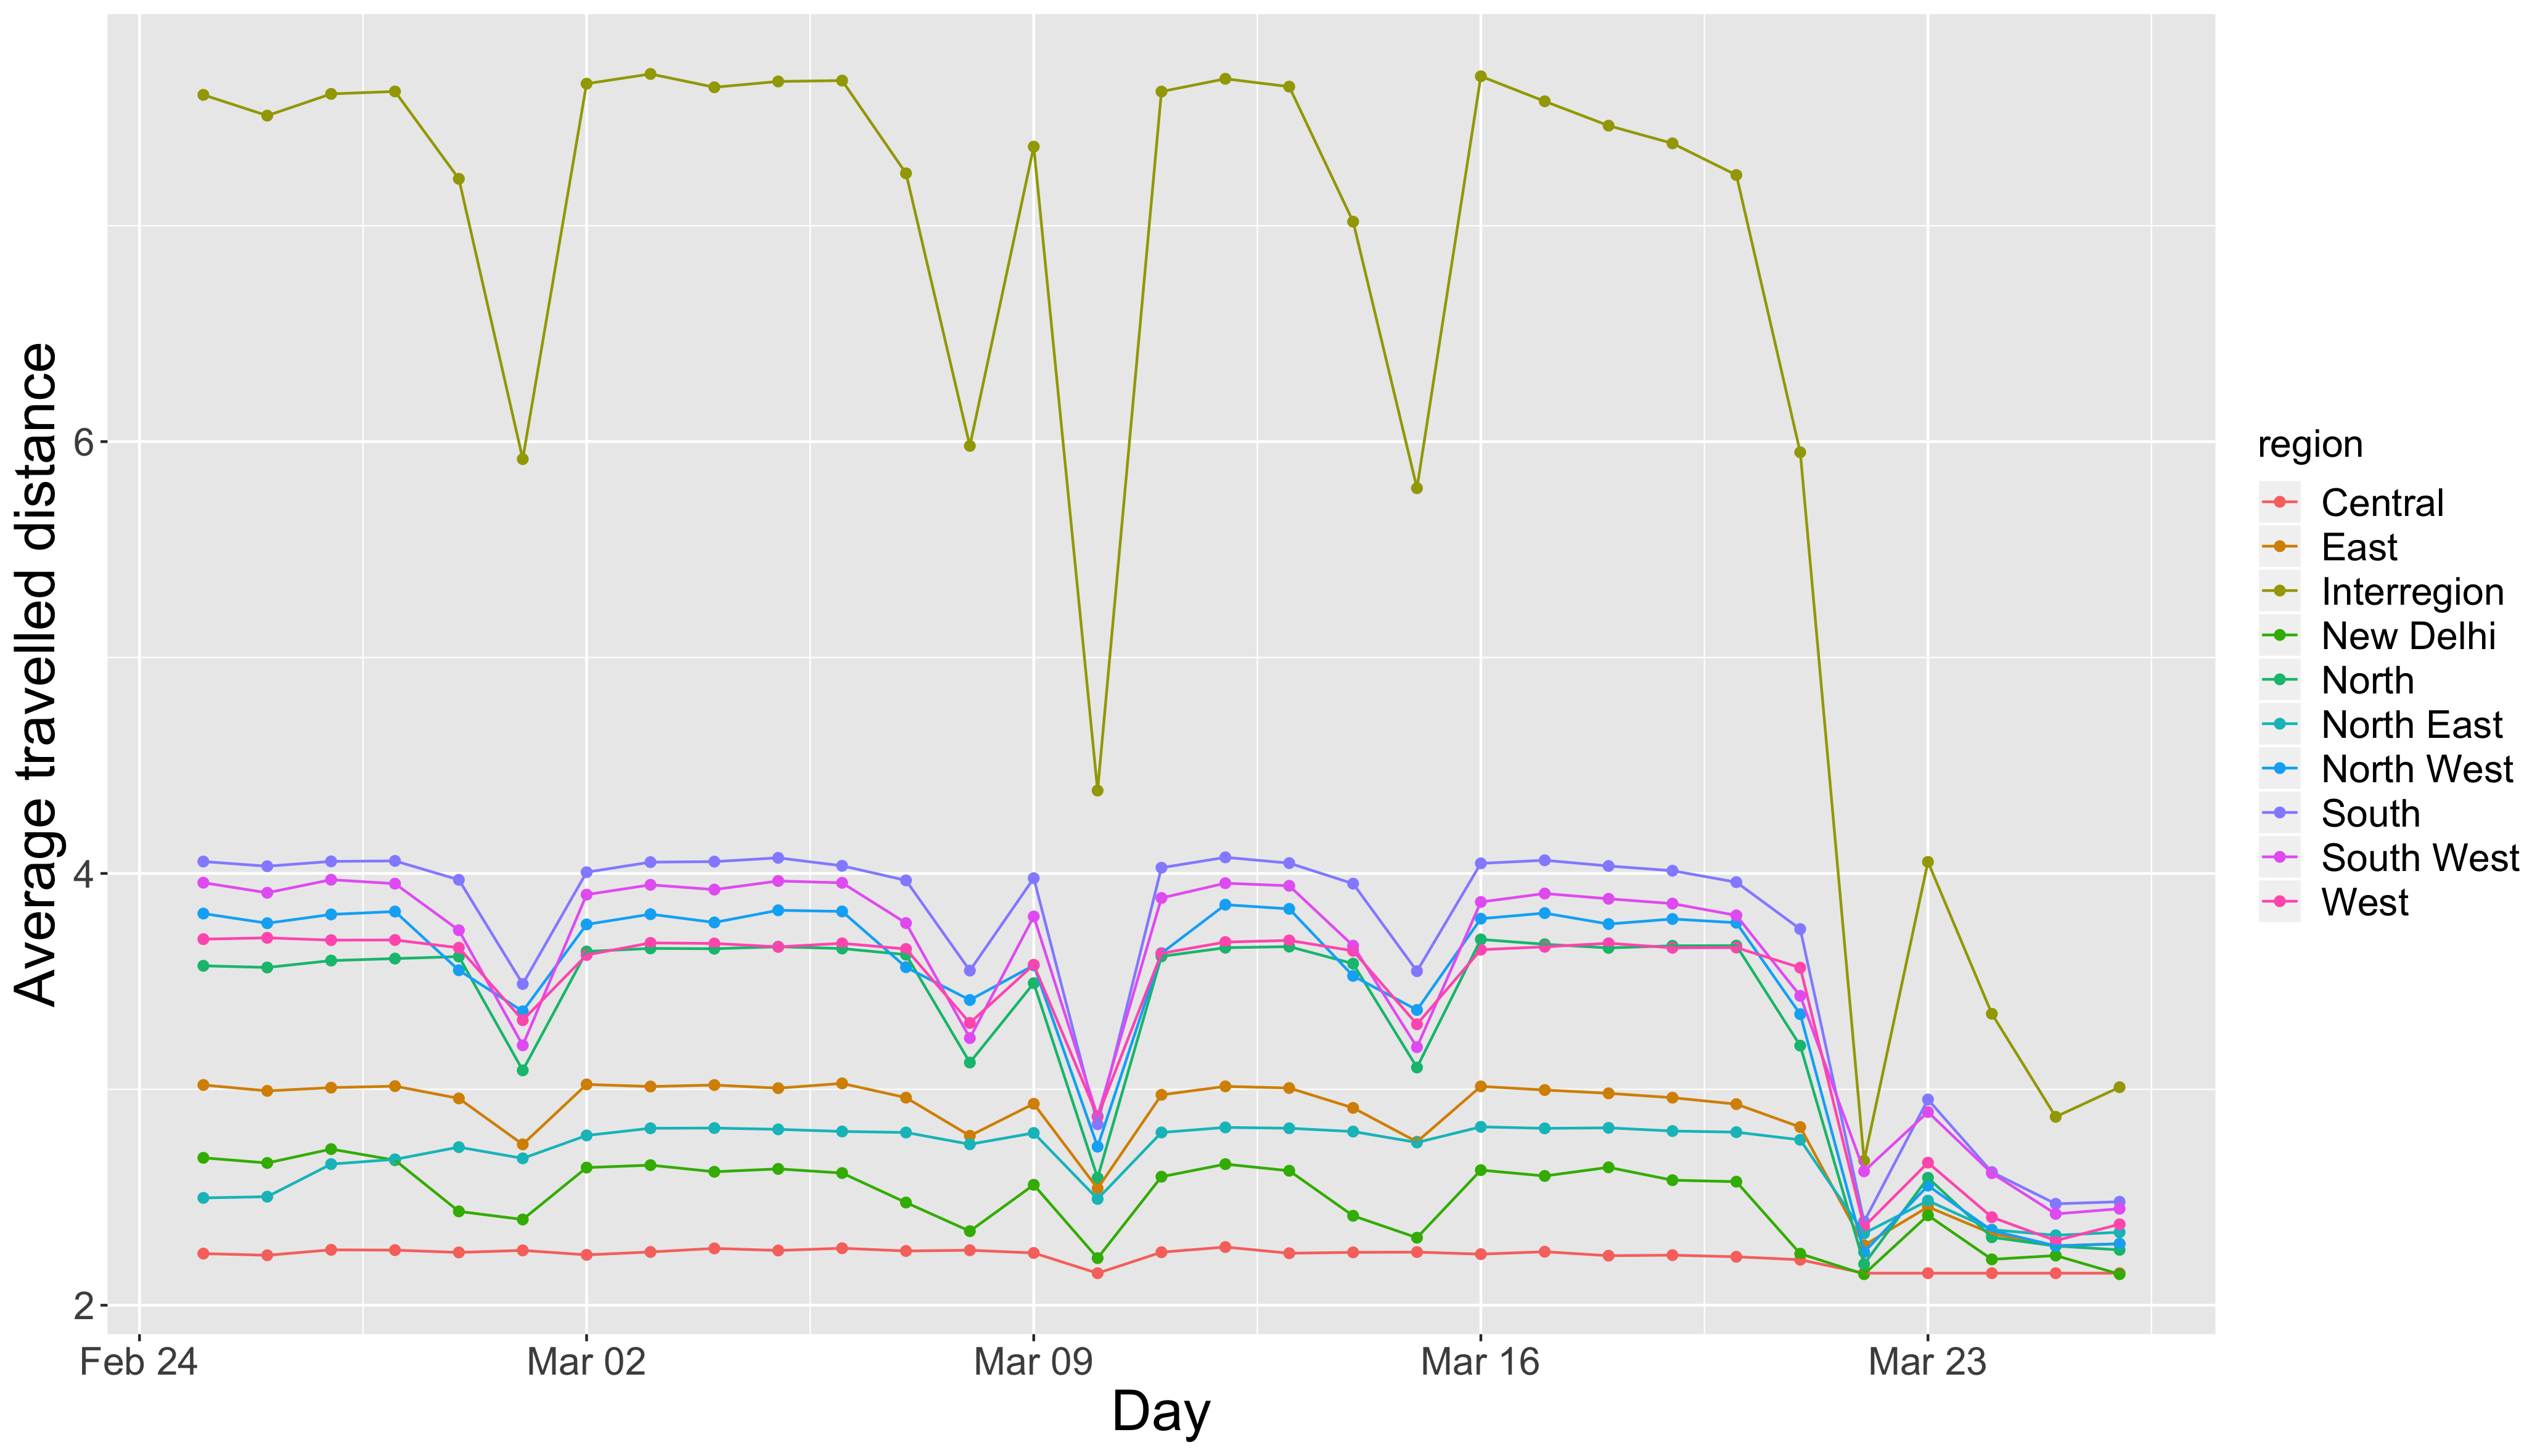 Average travelled distance
6
4
2
Feb 24
Mar 02
Mar 09
Mar 16
Mar 23
Day
region
Central
East
Interregion
New Delhi
North
North East
North West
South
South West
West